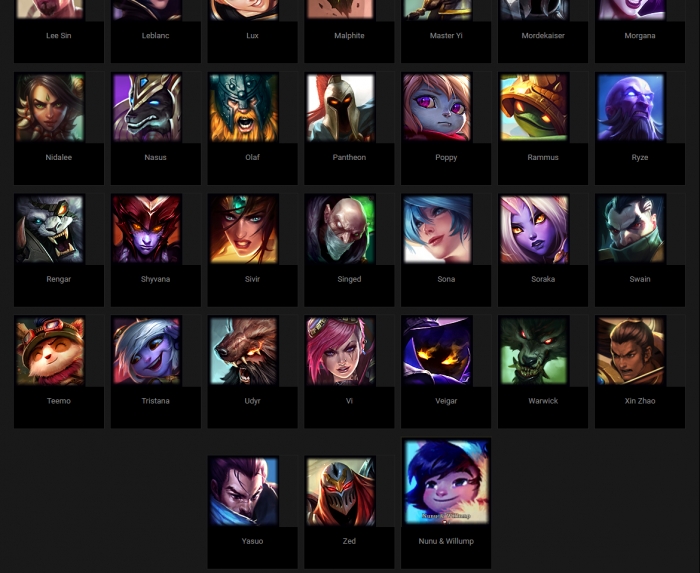 Lee Sin
Leblanc
Lux
Malphite
Master Yi
Mordekaiser
Morgana
Nidalee
Nasus
Olaf
Pantheon
Poppy
Rammus
Ryze
Rengar
Shyvana
Sivir
Singed
Sona
Soraka
Swain
Teemo
Tristana
Udyr
Vi
Veigar
Warwick
Xin Zhao
Nunu & Willump
Yasuo
Zed
Nunu & Willump